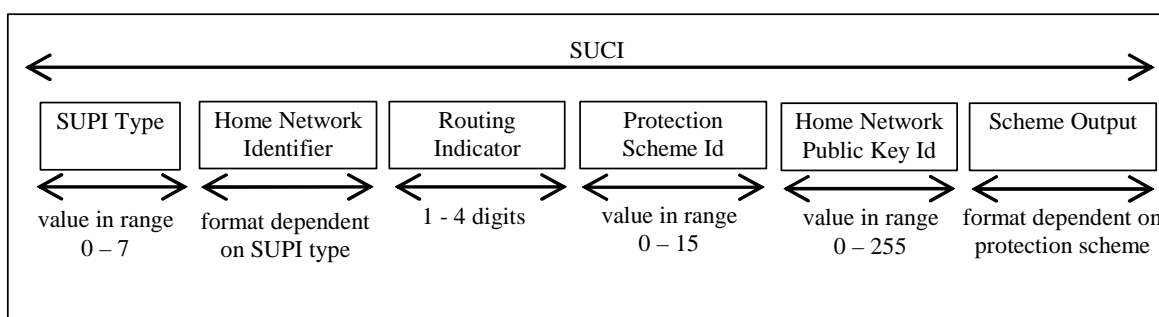 SUCI
SUPI Type
Home Network
Identifier
Routing
Indicator
Protection
Scheme Id
Home Network
Public Key Id
Scheme Output
value in range
0 – 7
format dependent
on SUPI type
1 - 4 digits
value in range
0 – 15
value in range
0 – 255
format dependent on
protection scheme